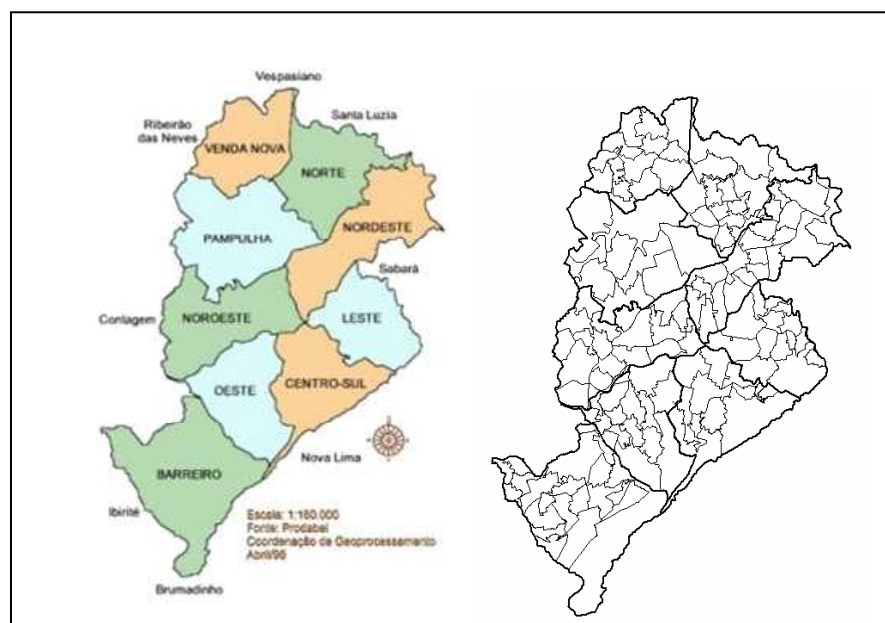 Vespasiano
Ribeirão
das Neves
Santa Luzia
VENDA NOVA
NORTE
NORDESTE
PAMPULHA
Sabará
Contagem
NOROESTE
LESTE
OESTE
CENTRO-SUL
Nova Lima
BARREIRO
Ibirité
Escala: 1:160.000
Fonte: Prodabel
Coordenação de Geoprocessamento
Abril/98
Brumadinho